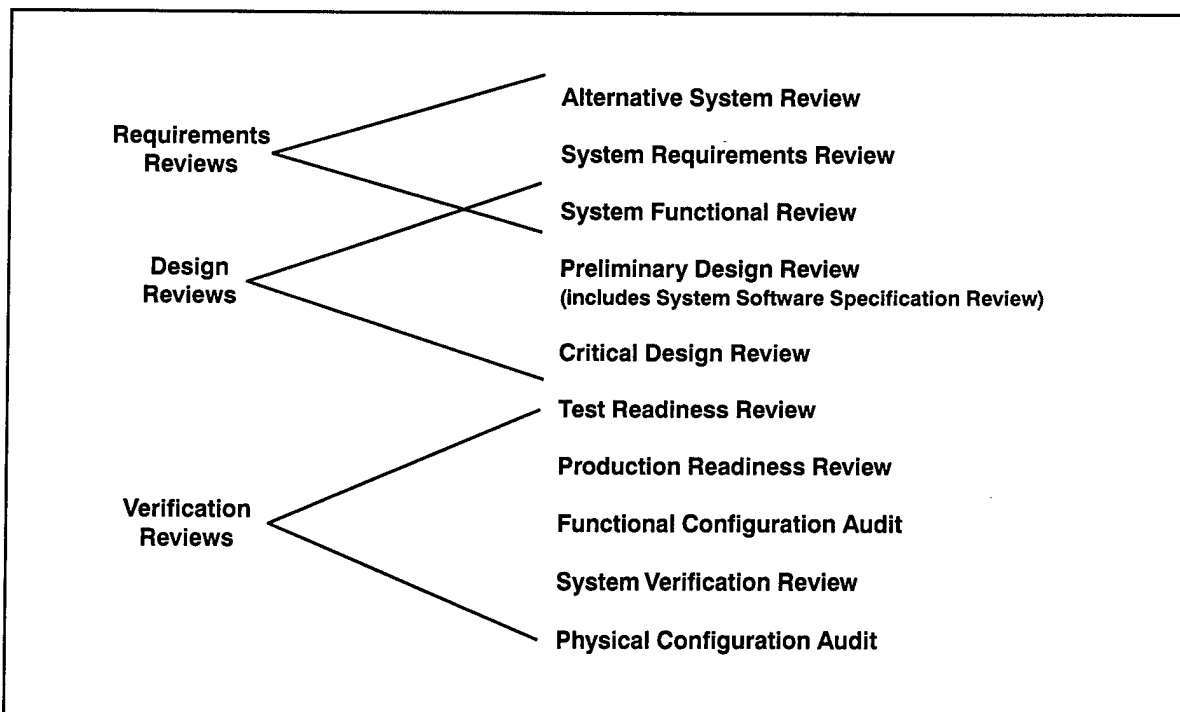 Requirements
Reviews
Design
Reviews
Verification
Reviews
Alternative System Review
System Requirements Review
System Functional Review
Preliminary Design Review
(includes System Software Specification Review)
Critical Design Review
Test Readiness Review
Production Readiness Review
Functional Configuration Audit
System Verification Review
Physical Configuration Audit